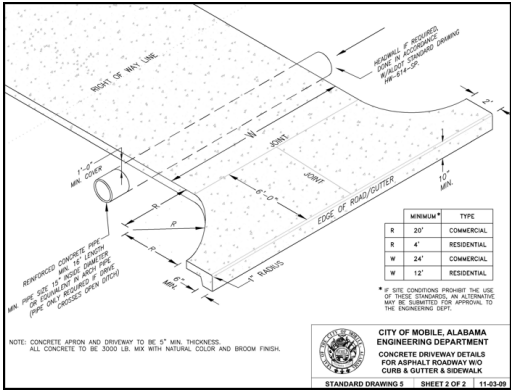 HEADWALL IF REQUIRED,
DONE IN ACCORDANCE
W/ALDOT STANDARD DRAWING
HW-614-SP.
RIGHT OF WAY LINE
2'
W
JOINT
1'-0"
MIN. COVER
JOINT
6'-0
10"
MIN.
EDGE OF ROAD/GUTTER
R
R
R
REINFORCED CONCRETE PIPE
MIN. 16' LENGTH
MIN. PIPE SIZE 15" INSIDE DIAMETER
OR EQUIVALENT IN ARCH PIPE
(PIPE ONLY REQUIRED IF DRIVE
CROSSES OPEN DITCH)
6"
MIN.
1" RADIUS
MINIMUM* TYPE
R 20' COMMERCIAL
R 4' RESIDENTIAL
W 24' COMMERCIAL
W 12' RESIDENTIAL
* IF SITE CONDITIONS PROHIBIT THE USE
OF THESE STANDARDS, AN ALTERNATIVE
MAY BE SUBMITTED FOR APPROVAL TO
THE ENGINEERING DEPT.
NOTE: CONCRETE APRON AND DRIVEWAY TO BE 5" MIN. THICKNESS.
ALL CONCRETE TO BE 3000 LB. MIX WITH NATURAL COLOR AND BROOM FINISH.
CITY OF MOBILE, ALABAMA
ENGINEERING DEPARTMENT
CONCRETE DRIVEWAY DETAILS
FOR ASPHALT ROADWAY W/O
CURB & GUTTER & SIDEWALK
STANDARD DRAWING 5 SHEET 2 OF 2 11-03-09